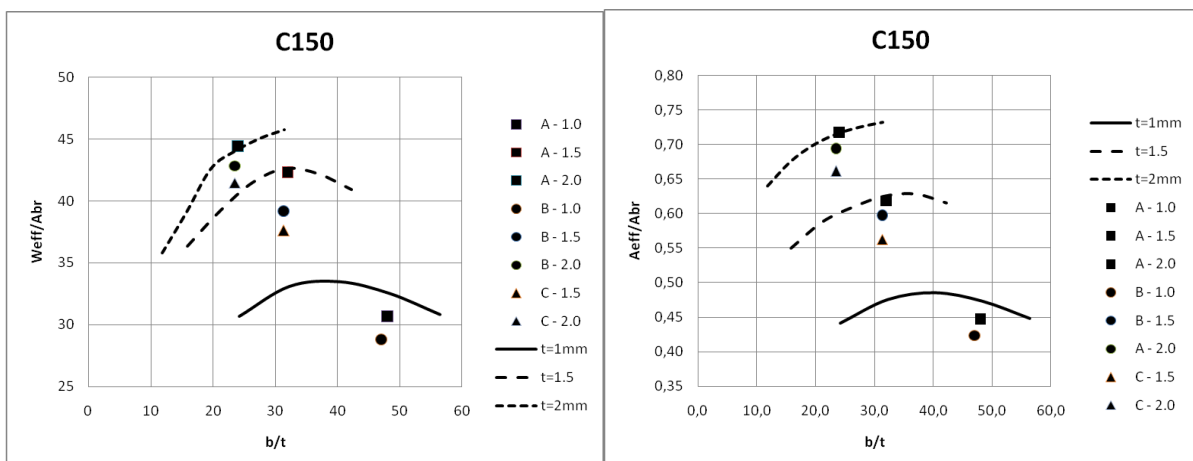 C150
50
45
40
35
30
25
0
10
20
30
40
50
60
Weff/Abr
b/t
A - 1.0
A - 1.5
A - 2.0
B - 1.0
B - 1.5
B - 2.0
C - 1.5
C - 2.0
t=1mm
t=1.5
t=2mm
C150
0,80
0,75
0,70
0,65
0,60
0,55
0,50
0,45
0,40
0,35
0,0
10,0
20,0
30,0
40,0
50,0
60,0
Aeff/Abr
b/t
t=1mm
t=1.5
t=2mm
A - 1.0
A - 1.5
A - 2.0
B - 1.0
B - 1.5
A - 2.0
C - 1.5
C - 2.0